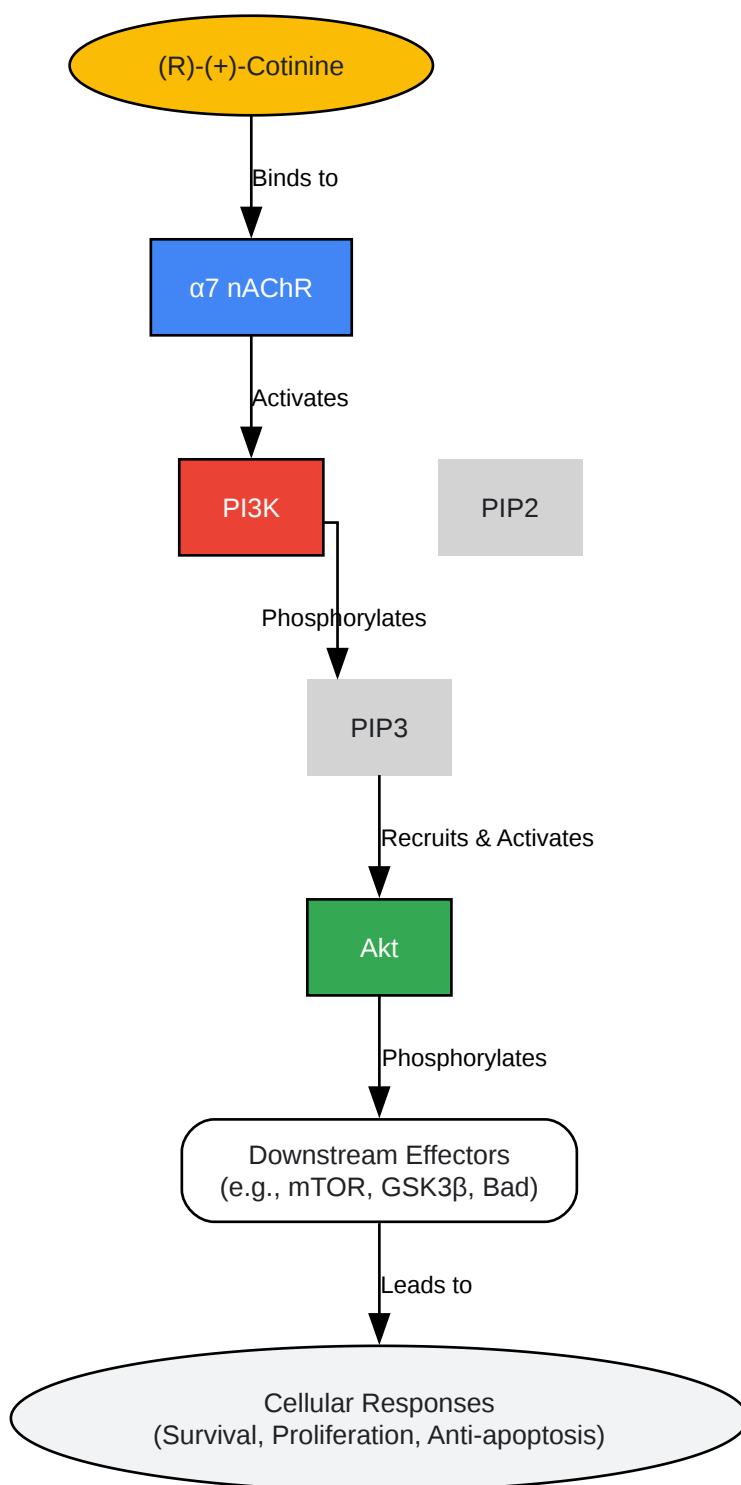 (R)-(+)-Cotinine
Binds to
α7 nAChR
Activates
PI3K
PIP2
Phosphorylates
PIP3
Recruits & Activates
Akt
Phosphorylates
Downstream Effectors
(e.g., mTOR, GSK3β, Bad)
Leads to
Cellular Responses
(Survival, Proliferation, Anti-apoptosis)